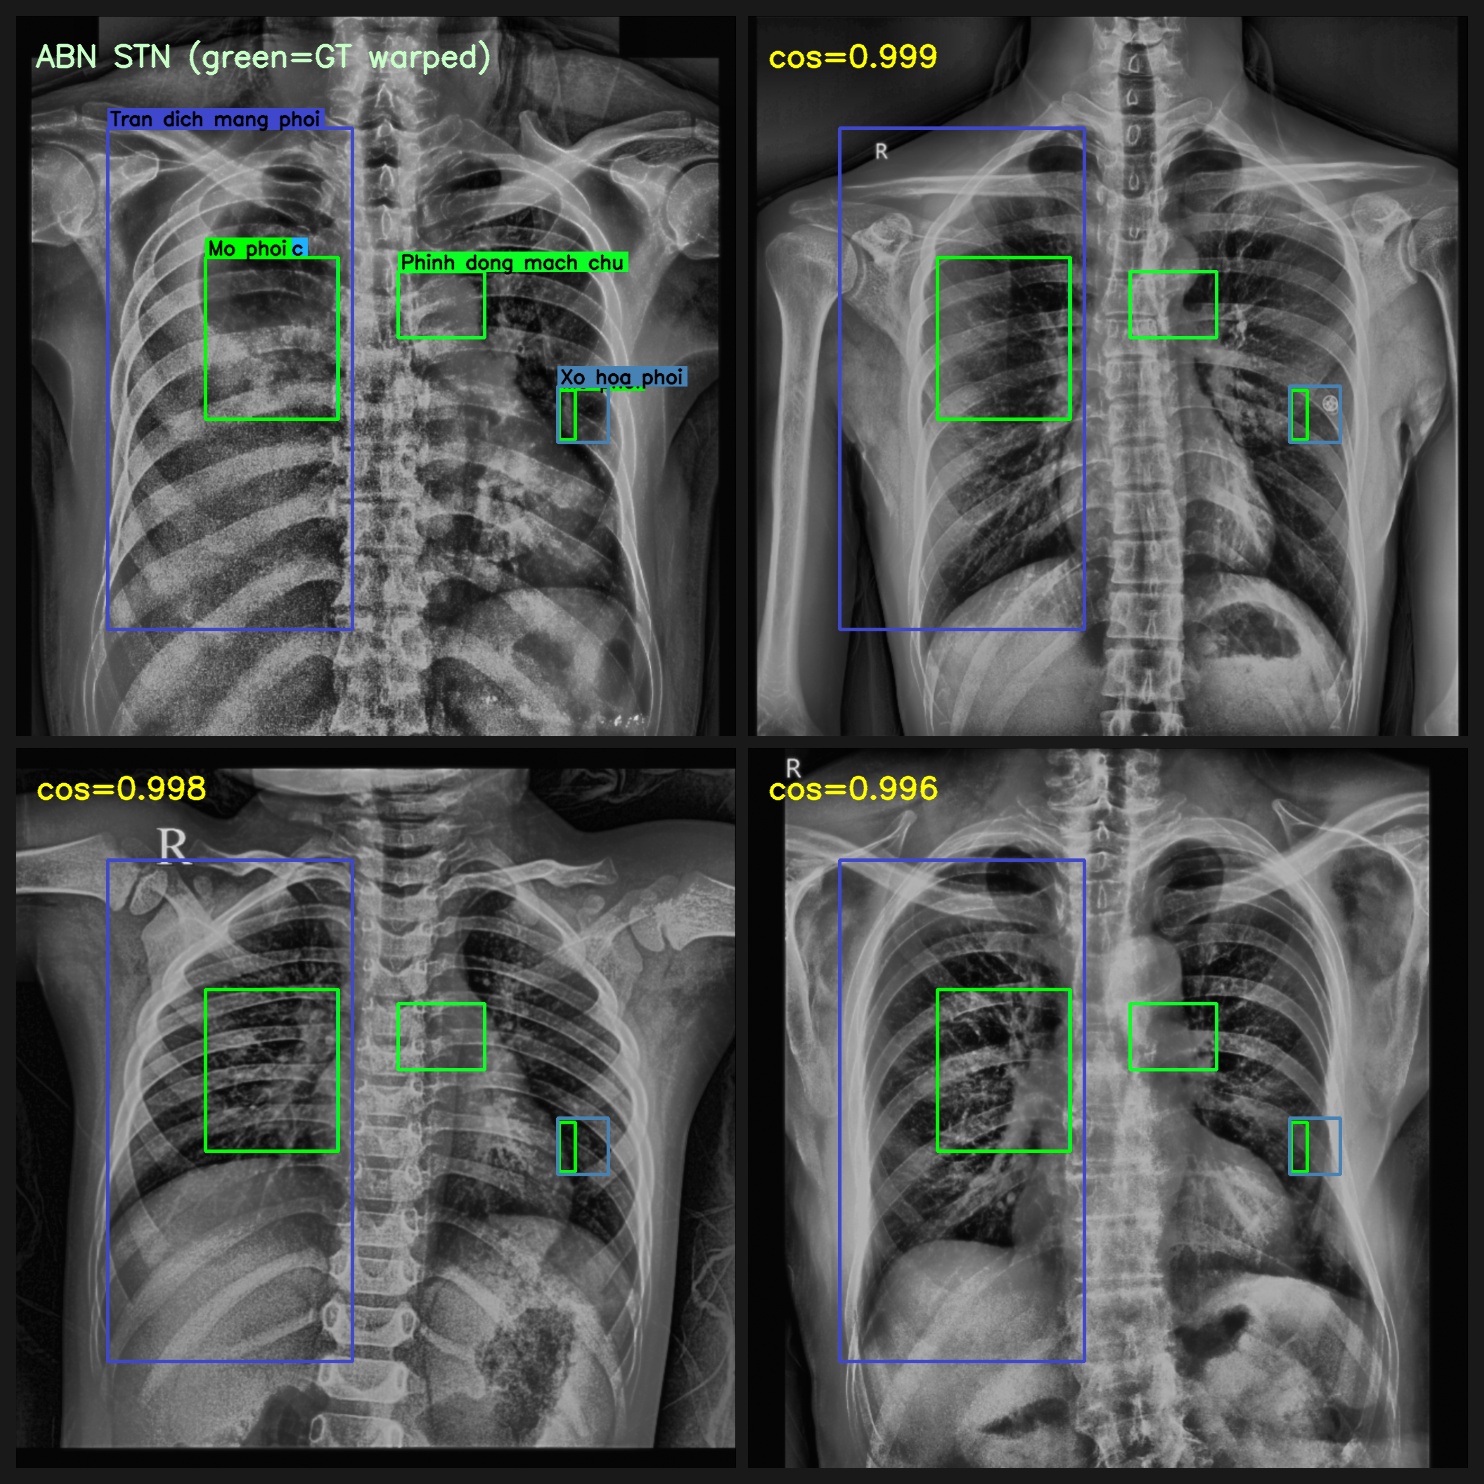 ABN STN (green=GT warped)
Tran dich mang phoi
Mo phoi c
Phinh dong mach chu
Xo hoa phoi
cos=0.999
R
cos=0.998
R
R
cos=0.996